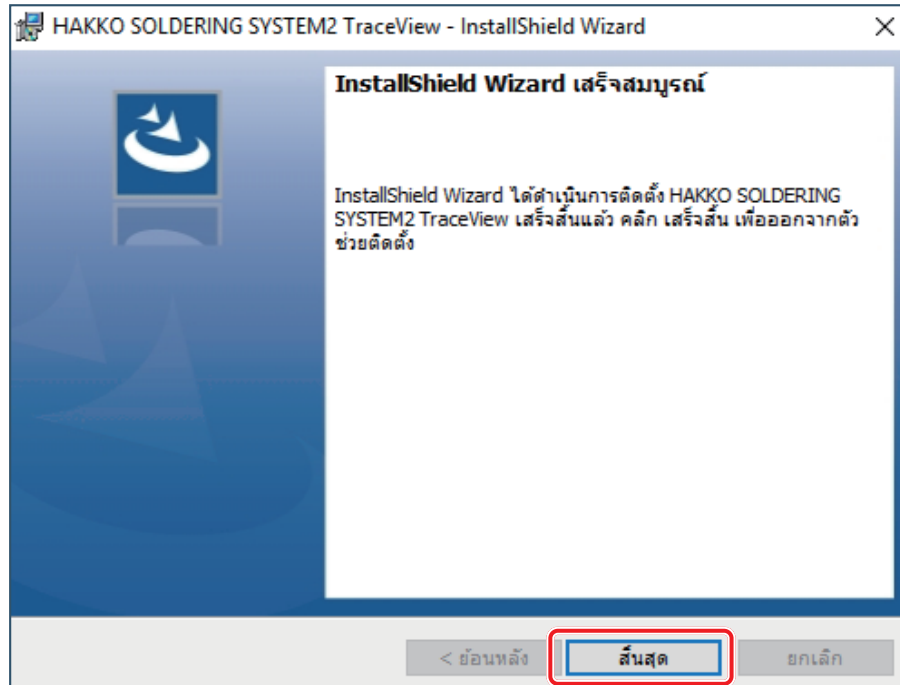 HAKKO SOLDERING SYSTEM2 TraceView - InstallShield Wizard
InstallShield Wizard เสร็จสมบูรณ์
InstallShield Wizard ได้ดำเนินการติดตั้ง HAKKO SOLDERING
SYSTEM2 TraceView เสร็จสิ้นแล้ว คลิก เสร็จสิ้น เพื่อออกจากตัว
ช่วยติดตั้ง
< ย้อนหลัง
สิ้นสุด
ยกเลิก